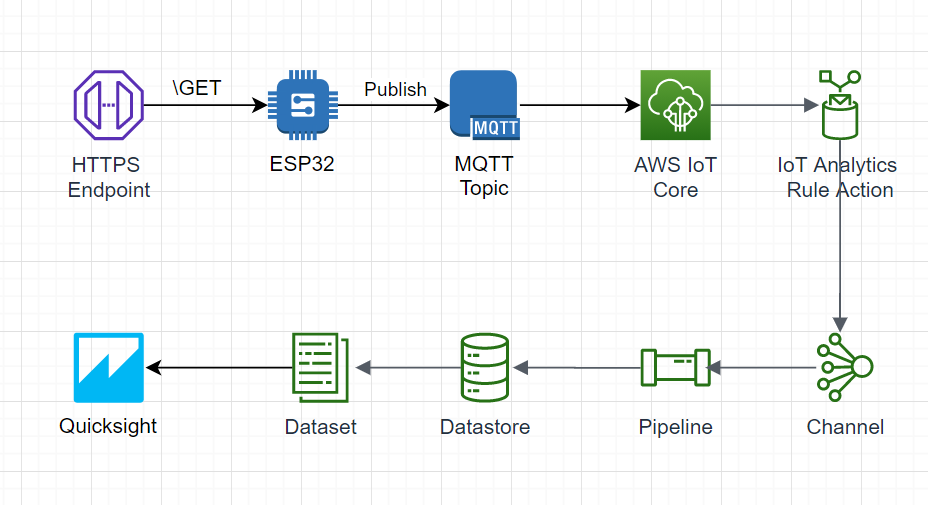 \GET
Publish
MQTT
HTTPS
Endpoint
ESP32
MQTT
Topic
AWS IoT
Core
IoT Analytics
Rule Action
Quicksight
Dataset
Datastore
Pipeline
Channel